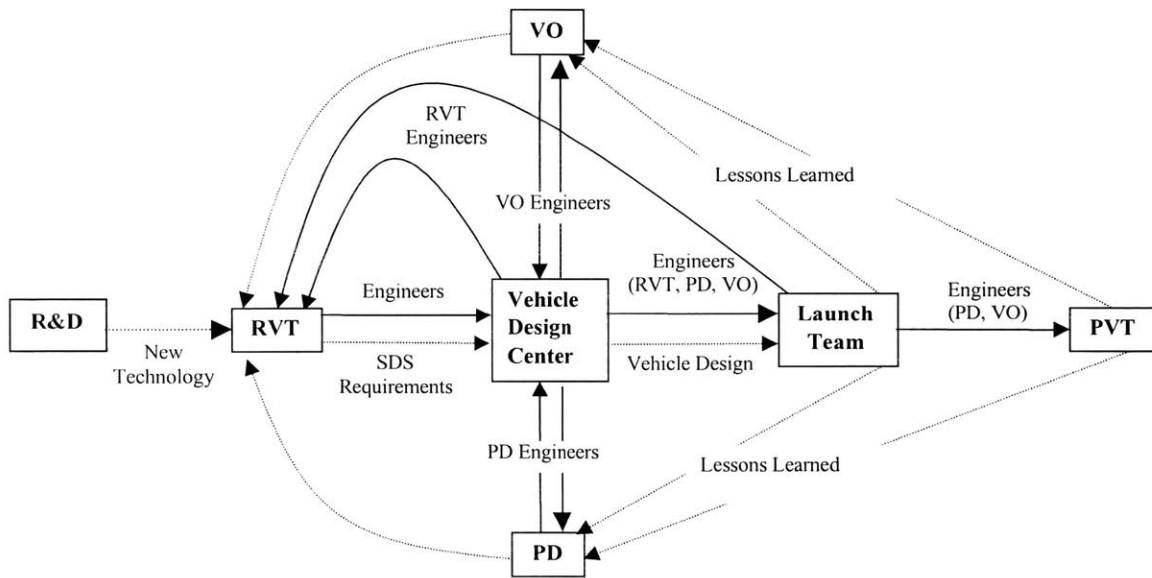 VO
RVT
Engineers
Lessons Learned
VO Engineers
Engineers
(RVT, PD, VO)
Engineers
(PD, VO)
Engineers
R&D
RVT
Vehicle
Design
Center
Launch
Team
PVT
New
Technology
SDS
Requirements
Vehicle Design
PD Engineers
Lessons Learned
PD